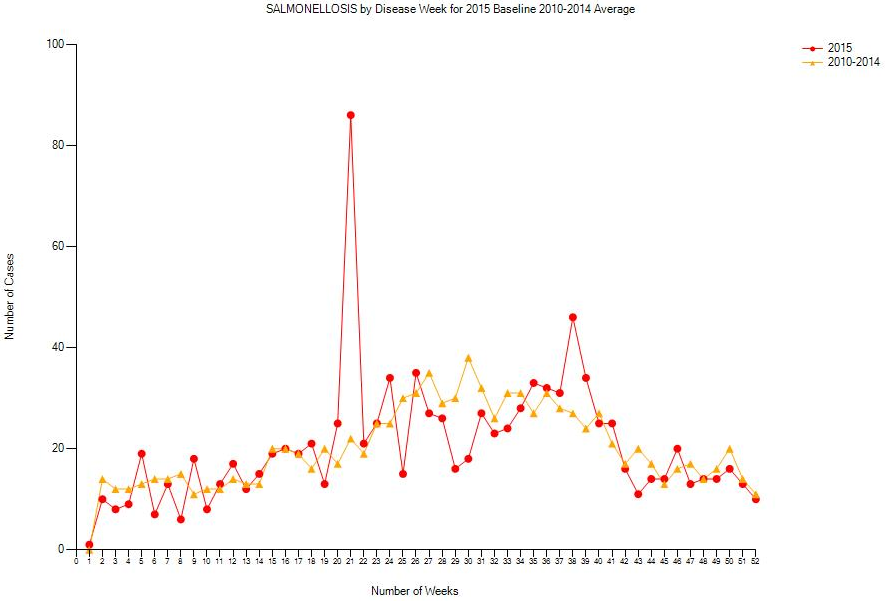 SALMONELLOSIS by Disease Week for 2015 Baseline 2010-2014 Average
2015
2010-2014
100
80
60
40
20
0
Number of Cases
0 1 2 3 4 5 6 7 8 9 10 11 12 13 14 15 16 17 18 19 20 21 22 23 24 25 26 27 28 29 30 31 32 33 34 35 36 37 38 39 40 41 42 43 44 45 46 47 48 49 50 51 52
Number of Weeks